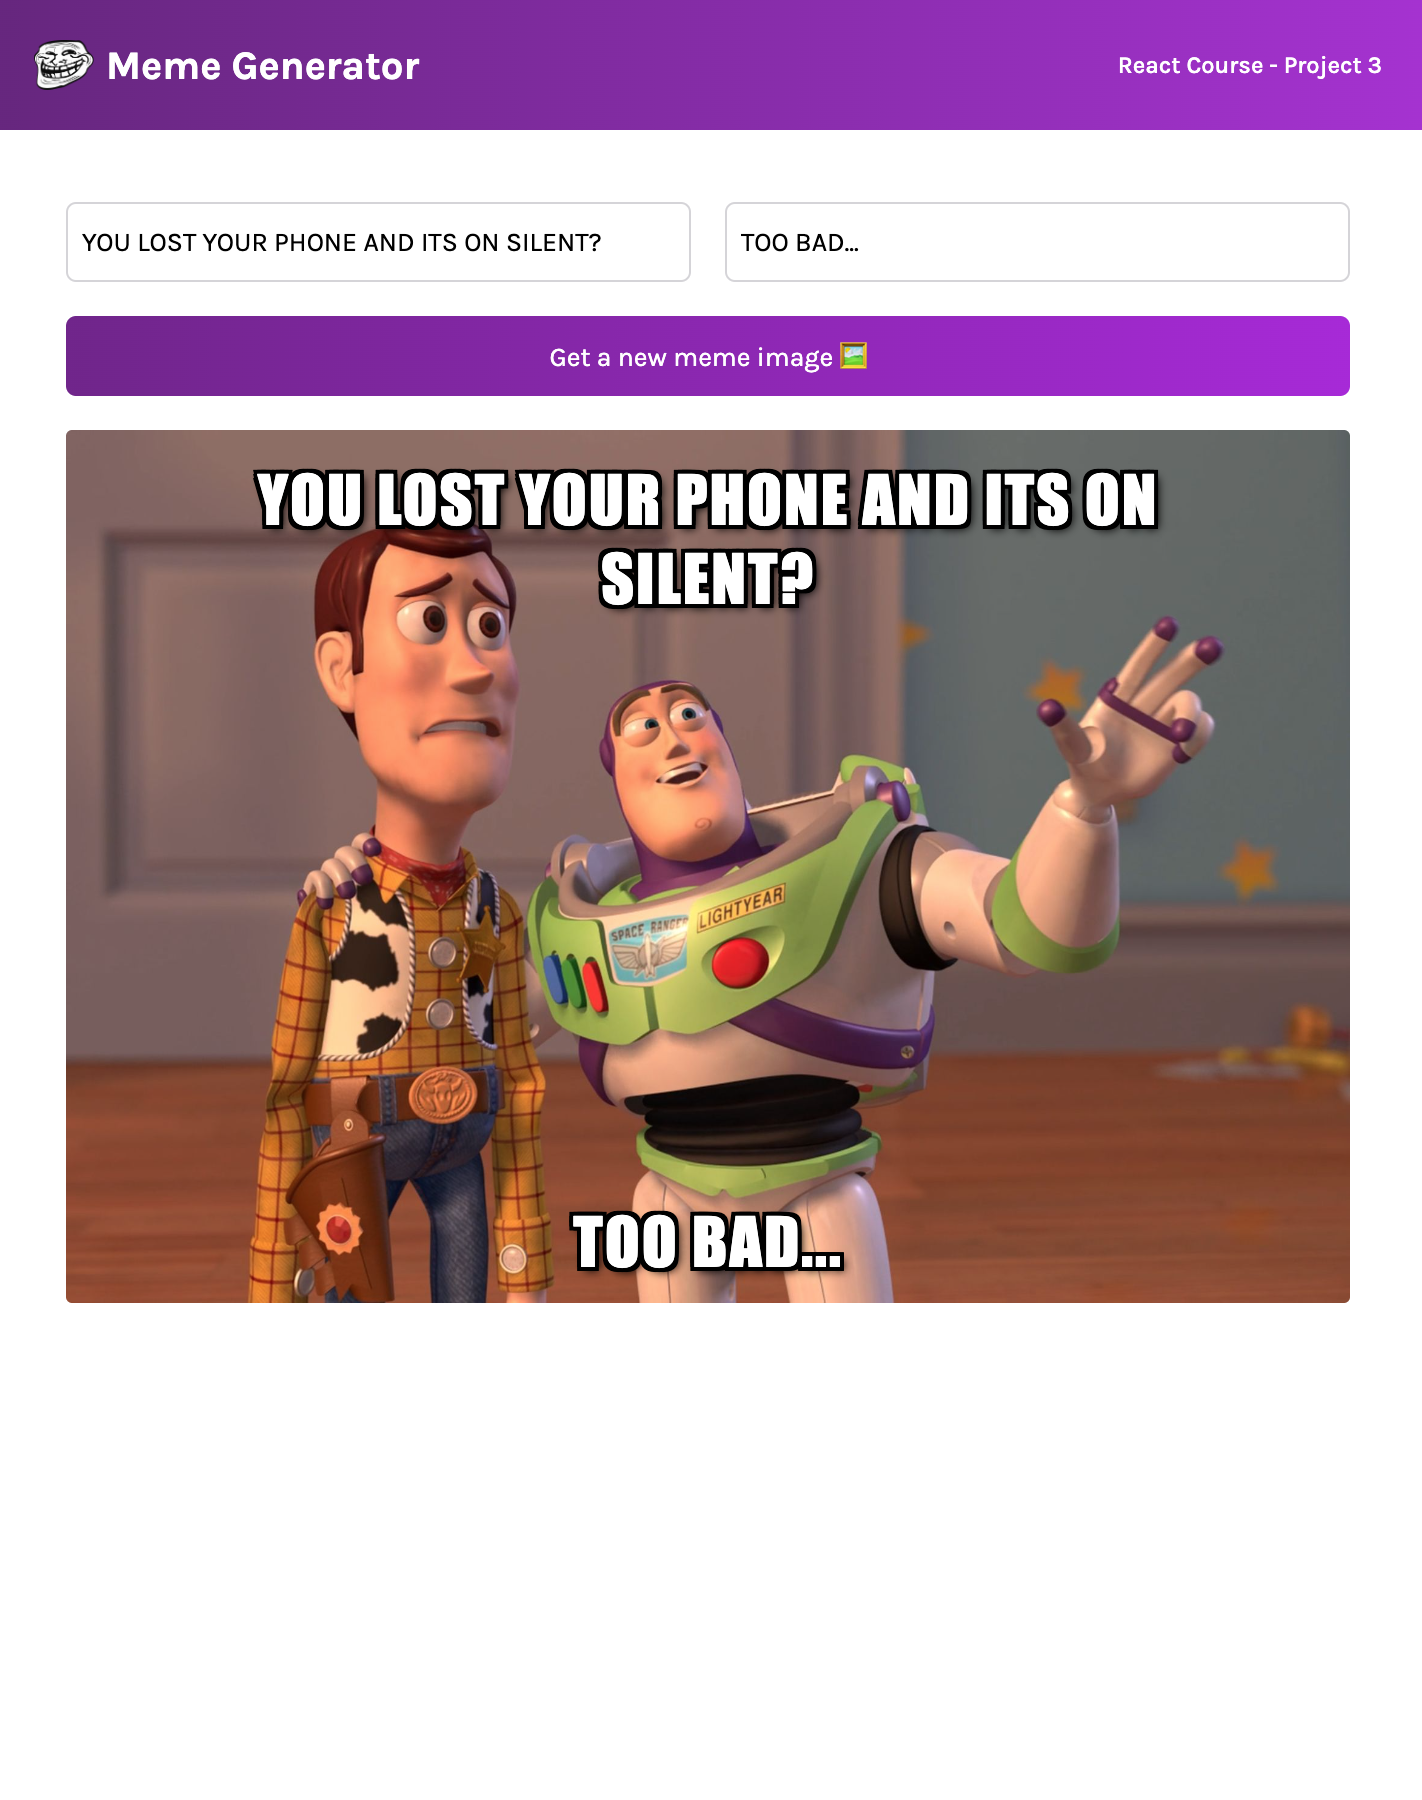 Meme Generator
React Course - Project 3
YOU LOST YOUR PHONE AND ITS ON SILENT?
TOO BAD...
Get a new meme image
YOU LOST YOUR PHONE AND ITS ON
SILENT?
SPACE RANGER
LIGHTYEAR
TOO BAD...